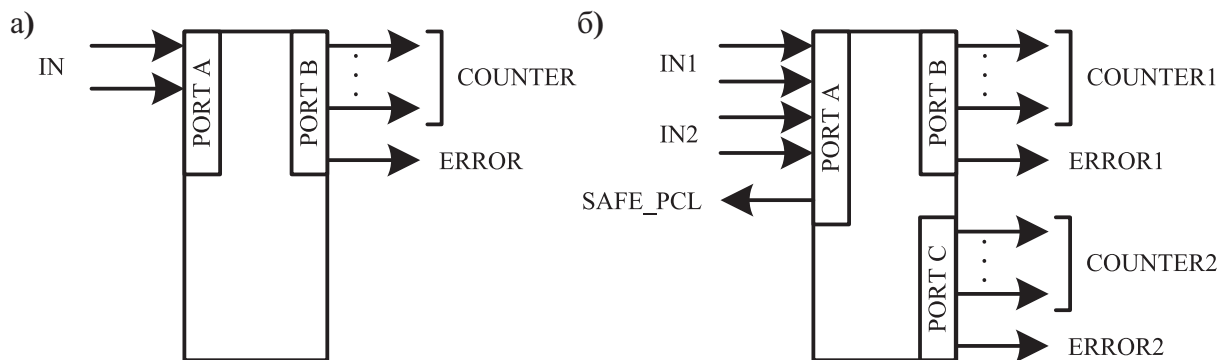 а)
IN
PORT A
PORT B
COUNTER
ERROR
б)
IN1
IN2
SAFE_PCL
PORT A
PORT B
COUNTER1
ERROR1
PORT C
COUNTER2
ERROR2